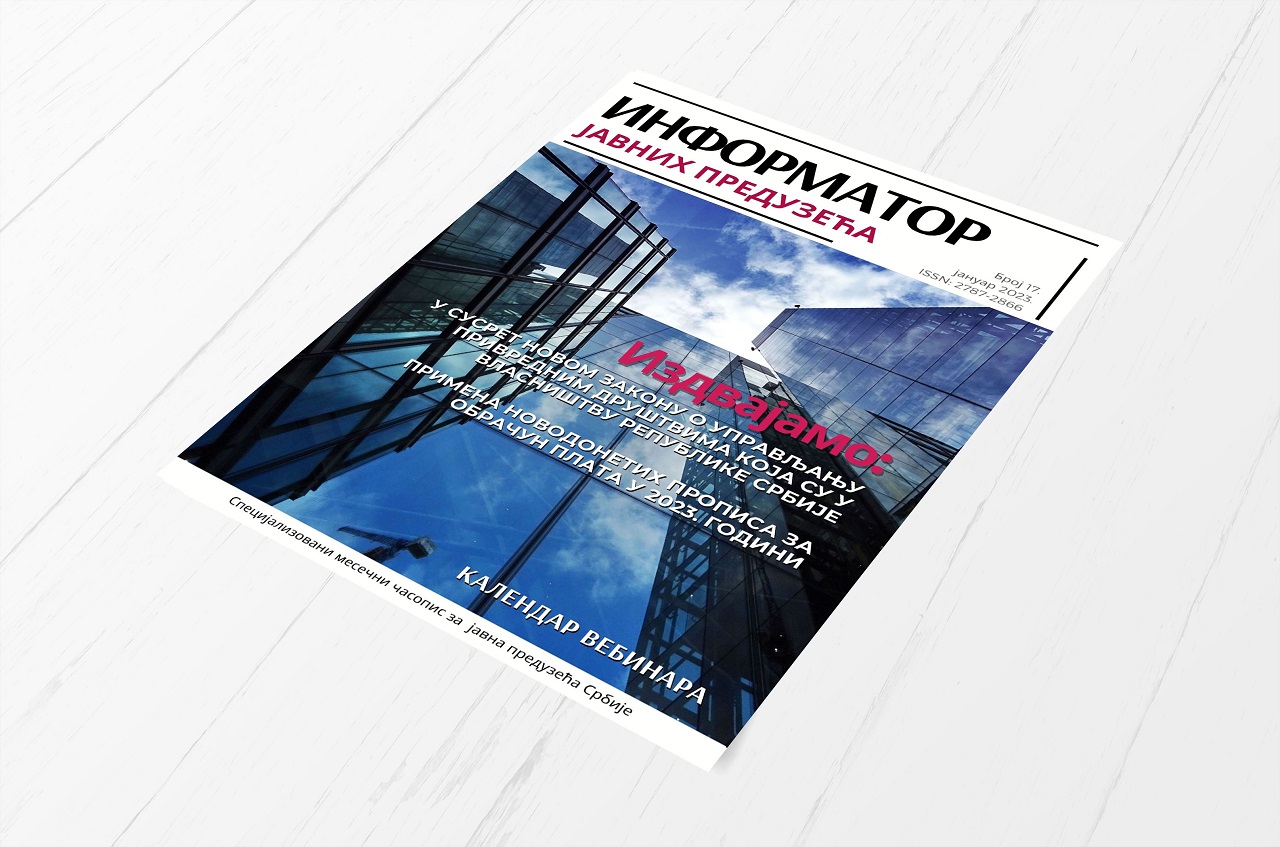 ИНФОРМАТОР
ЈАВНИХ ПРЕДУЗЕЋА
Број 17.
јануар 2023.
ISSN: 2787-2866
Издвајамо:
У СУСРЕТ НОВОМ ЗАКОНУ О УПРАВЉАЊУ
ПРИВРЕДНИМ ДРУШТВИМА КОЈА СУ У
ВЛАСНИШТВУ РЕПУБЛИКЕ СРБИЈЕ
ПРИМЕНА НОВОДОНЕТИХ ПРОПИСА ЗА
ОБРАЧУН ПЛАТА У 2023. ГОДИНИ
КАЛЕНДАР ВЕБИНАРА
Специјализовани месечни часопис за јавна предузећа Србије